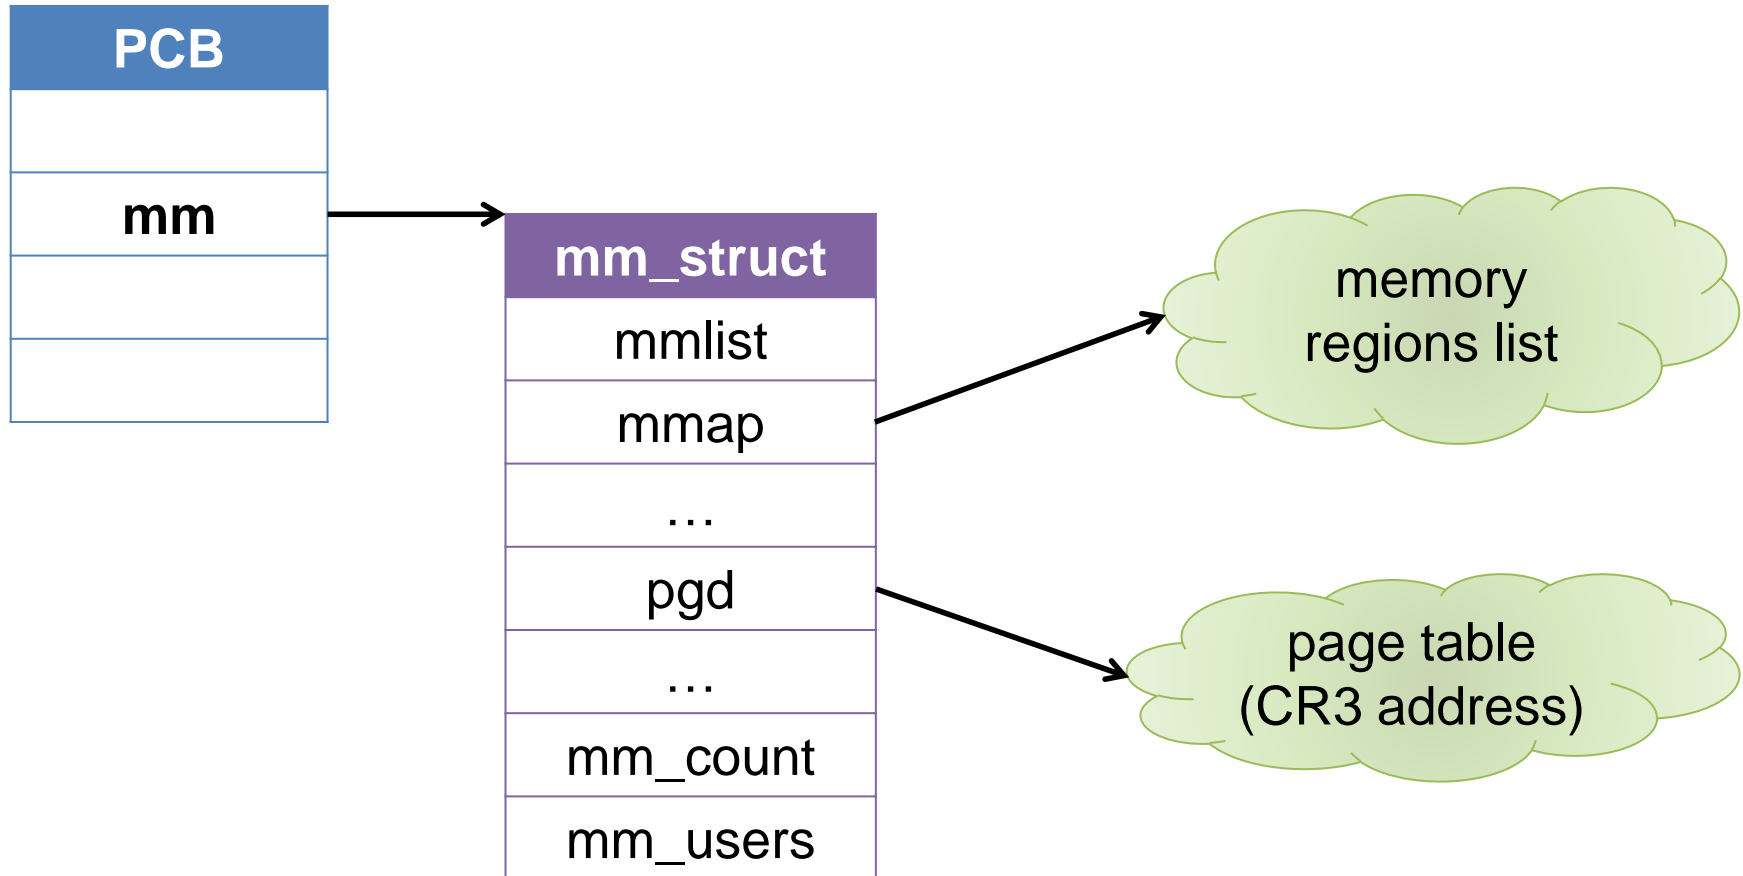 PCB
mm
mm_struct
mmlist
mmap
…
pgd
…
mm_count
mm_users
memory
regions list
page table
(CR3 address)